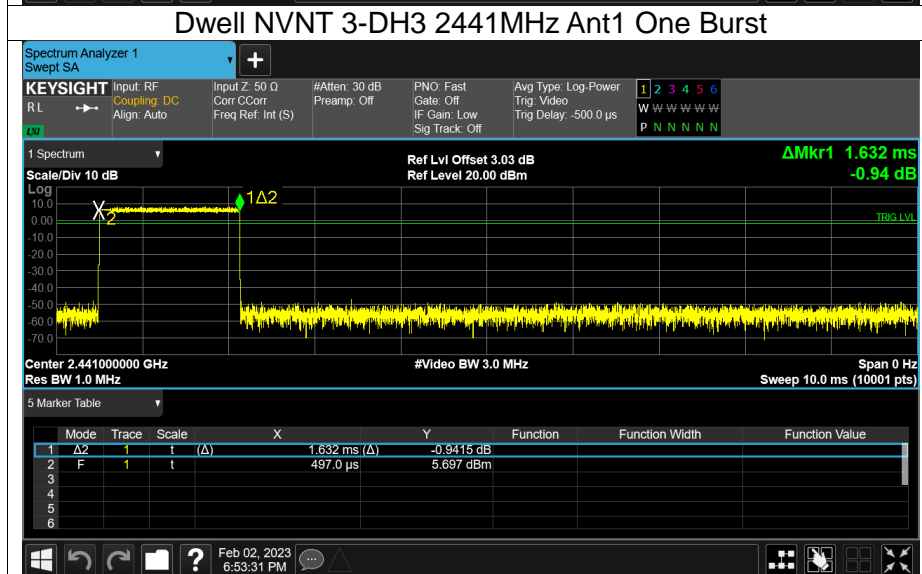 Dwell NVNT 3-DH3 2441MHz Ant1 One Burst
Spectrum Analyzer 1
Swept SA
+
KEYSIGHT Input: RF Input Z: 50 Ω #Atten: 30 dB PNO: Fast Avg Type: Log-Power 1 2 3 4 5 6
R L Coupling: DC Corr CCorr Preamp: Off Gate: Off Trig: Video W W W W W W
Align: Auto Freq Ref: Int (S) IF Gain: Low Trig Delay: -500.0 µs
LXI Sig Track: Off P N N N N N
1 Spectrum Ref Lvl Offset 3.03 dB ΔMkr1 1.632 ms
Scale/Div 10 dB Ref Level 20.00 dBm -0.94 dB
Log
10.0 1Δ2
0.00 2 TRIG LVL
-10.0
-20.0
-30.0
-40.0
-50.0
-60.0
-70.0
Center 2.441000000 GHz #Video BW 3.0 MHz Span 0 Hz
Res BW 1.0 MHz Sweep 10.0 ms (10001 pts)
5 Marker Table
Mode Trace Scale X Y Function Function Width Function Value
1 Δ2 1 t (Δ) 1.632 ms (Δ) -0.9415 dB
2 F 1 t 497.0 µs 5.697 dBm
3
4
5
6
? Feb 02, 2023
6:53:31 PM